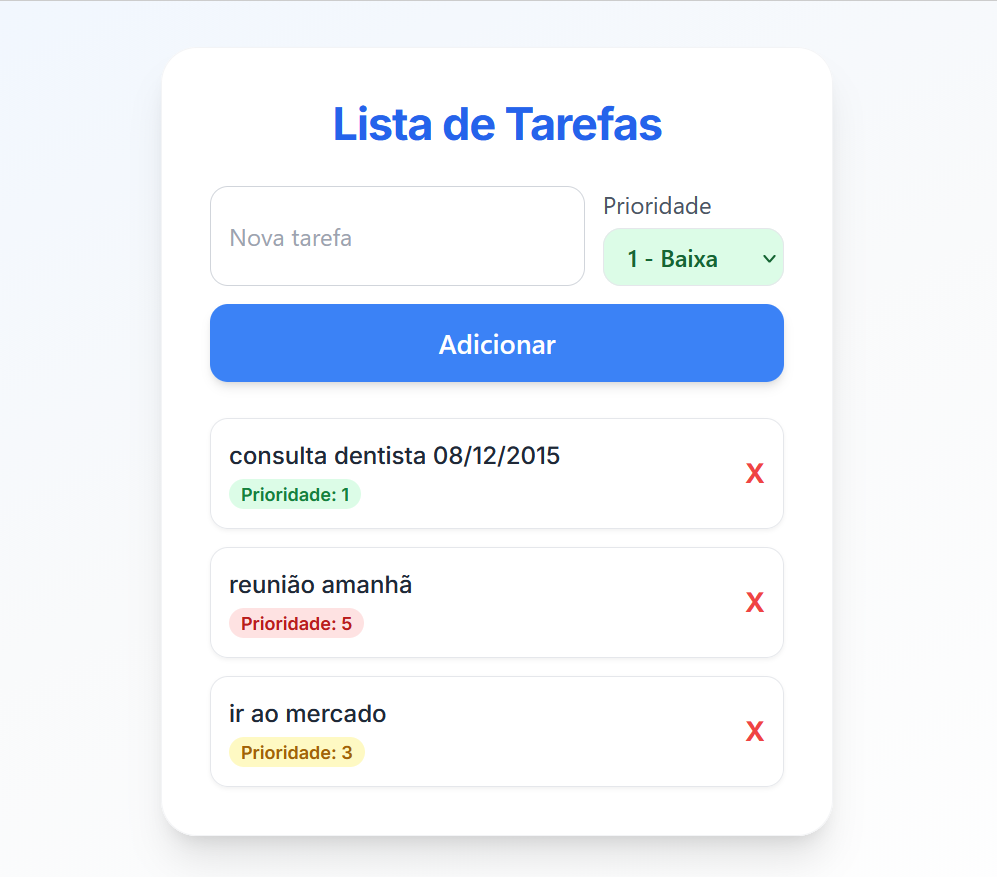 Lista de Tarefas
Nova tarefa
Prioridade
1 - Baixa
Adicionar
consulta dentista 08/12/2015
Prioridade: 1
X
reunião amanhã
Prioridade: 5
X
ir ao mercado
Prioridade: 3
X